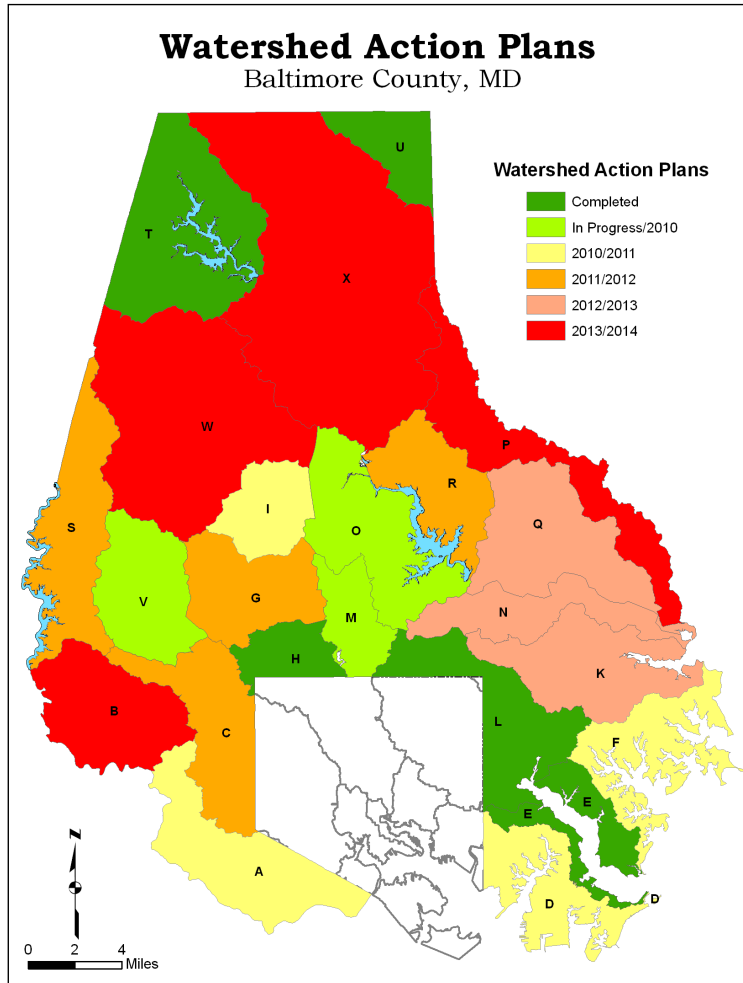 Watershed Action Plans
Baltimore County, MD
Watershed Action Plans
Completed
In Progress/2010
2010/2011
2011/2012
2012/2013
2013/2014
U
T
X
W
P
R
I
S
O
Q
V
G
M
N
H
K
B
C
L
F
E
E
A
D
D
N
0 2 4
Miles